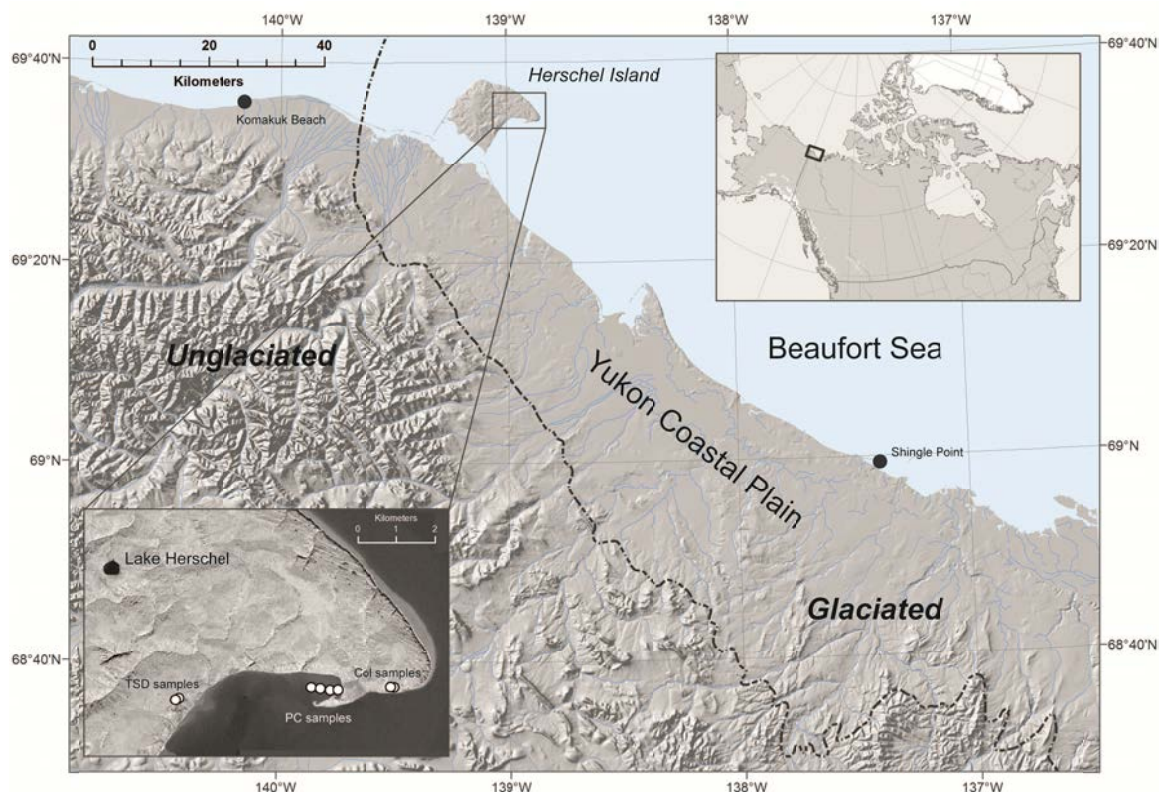 140°W
139°W
138°W
137°W
69°40'N
69°40'N
0
20
40
Kilometers
Komakuk Beach
Herschel Island
69°20'N
69°20'N
Unglaciated
Beaufort Sea
Yukon Coastal Plain
69°N
69°N
Shingle Point
Kilometers
0
1
2
Lake Herschel
Glaciated
68°40'N
68°40'N
TSD samples
Col samples
PC samples
140°W
139°W
138°W
137°W